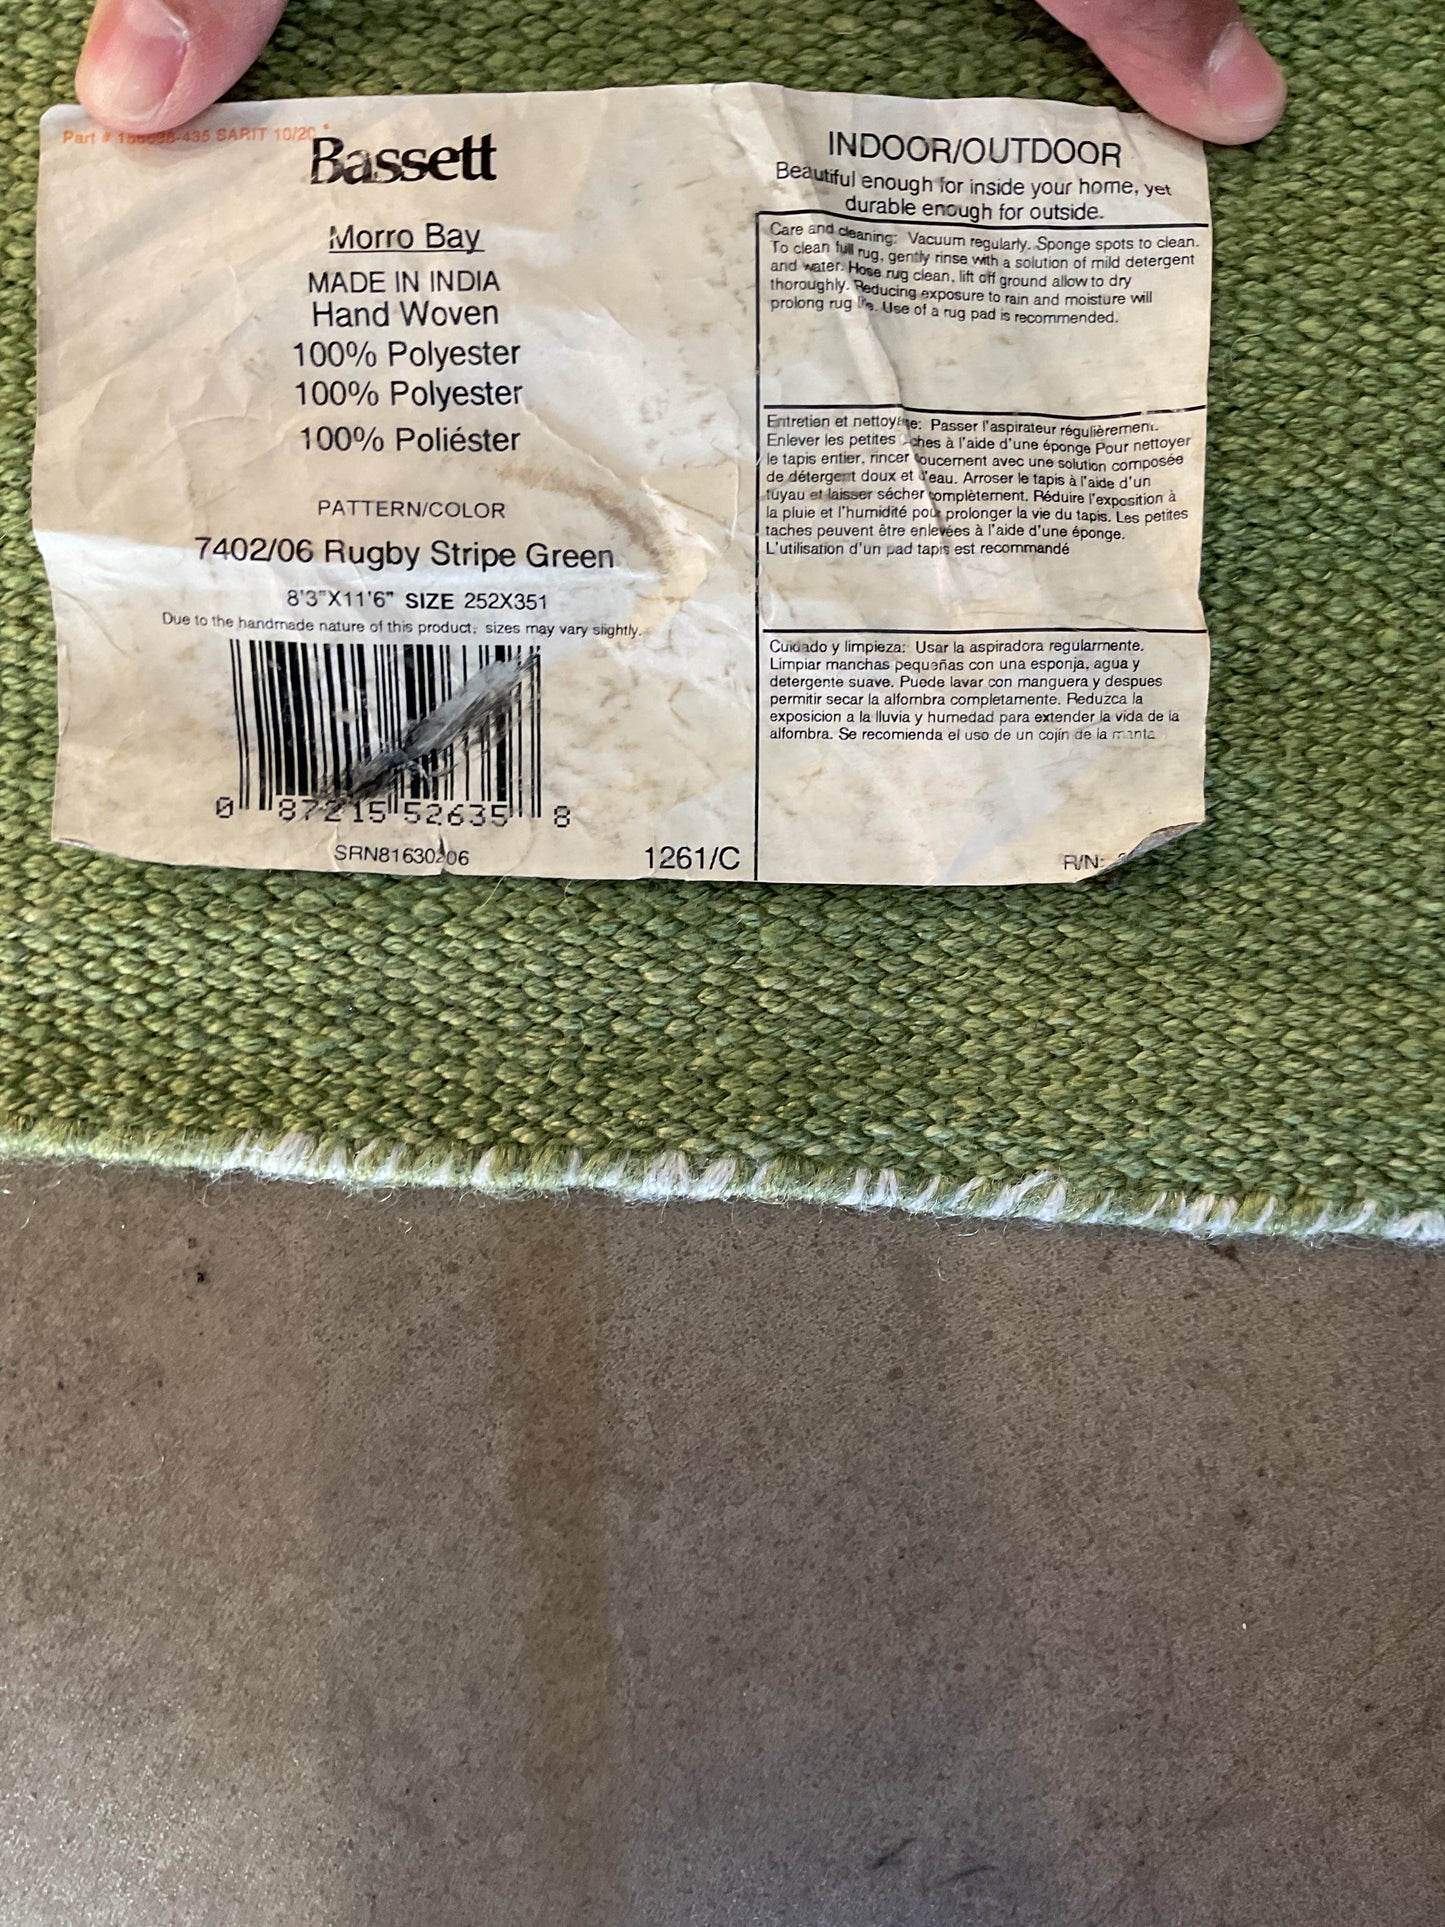 Part # SARIT 10/20
Bassett
Morro Bay
MADE IN INDIA
Hand Woven
100% Polyester
100% Polyester
100% Poliéster
PATTERN/COLOR
7402/06 Rugby Stripe Green
8'3"X11'6" SIZE 252X351
Due to the handmade nature of this product; sizes may vary slightly.
0 87215 52635 8
1261/C
INDOOR/OUTDOOR
Beautiful enough for inside your home, yet
durable enough for outside.
Care and cleaning: Vacuum regularly. Sponge spots to clean.
To clean full rug, gently rinse with a solution of mild detergent
and water. Hose rug clean, lift off ground allow to dry
thoroughly. Reducing exposure to rain and moisture will
prolong rug life. Use of a rug pad is recommended.
Entretien et nettoyage: Passer l'aspirateur régulièrement.
Enlever les petites taches à l'aide d'une éponge Pour nettoyer
le tapis entier, rincer doucement avec une solution composée
de détergent doux et d'eau. Arroser le tapis à l'aide d'un
tuyau et laisser sécher complètement. Réduire l'exposition à
la pluie et l'humidité pour prolonger la vie du tapis. Les petites
taches peuvent être enlevées à l'aide d'une éponge.
L'utilisation d'un pad tapis est recommandé
Cuidado y limpieza: Usar la aspiradora regularmente.
Limpiar manchas pequeñas con una esponja, agua y
detergente suave. Puede lavar con manguera y despues
permitir secar la alfombra completamente. Reduzca la
exposicion a la lluvia y humedad para extender la vida de la
alfombra. Se recomienda el uso de un cojín de la manta
R/N: